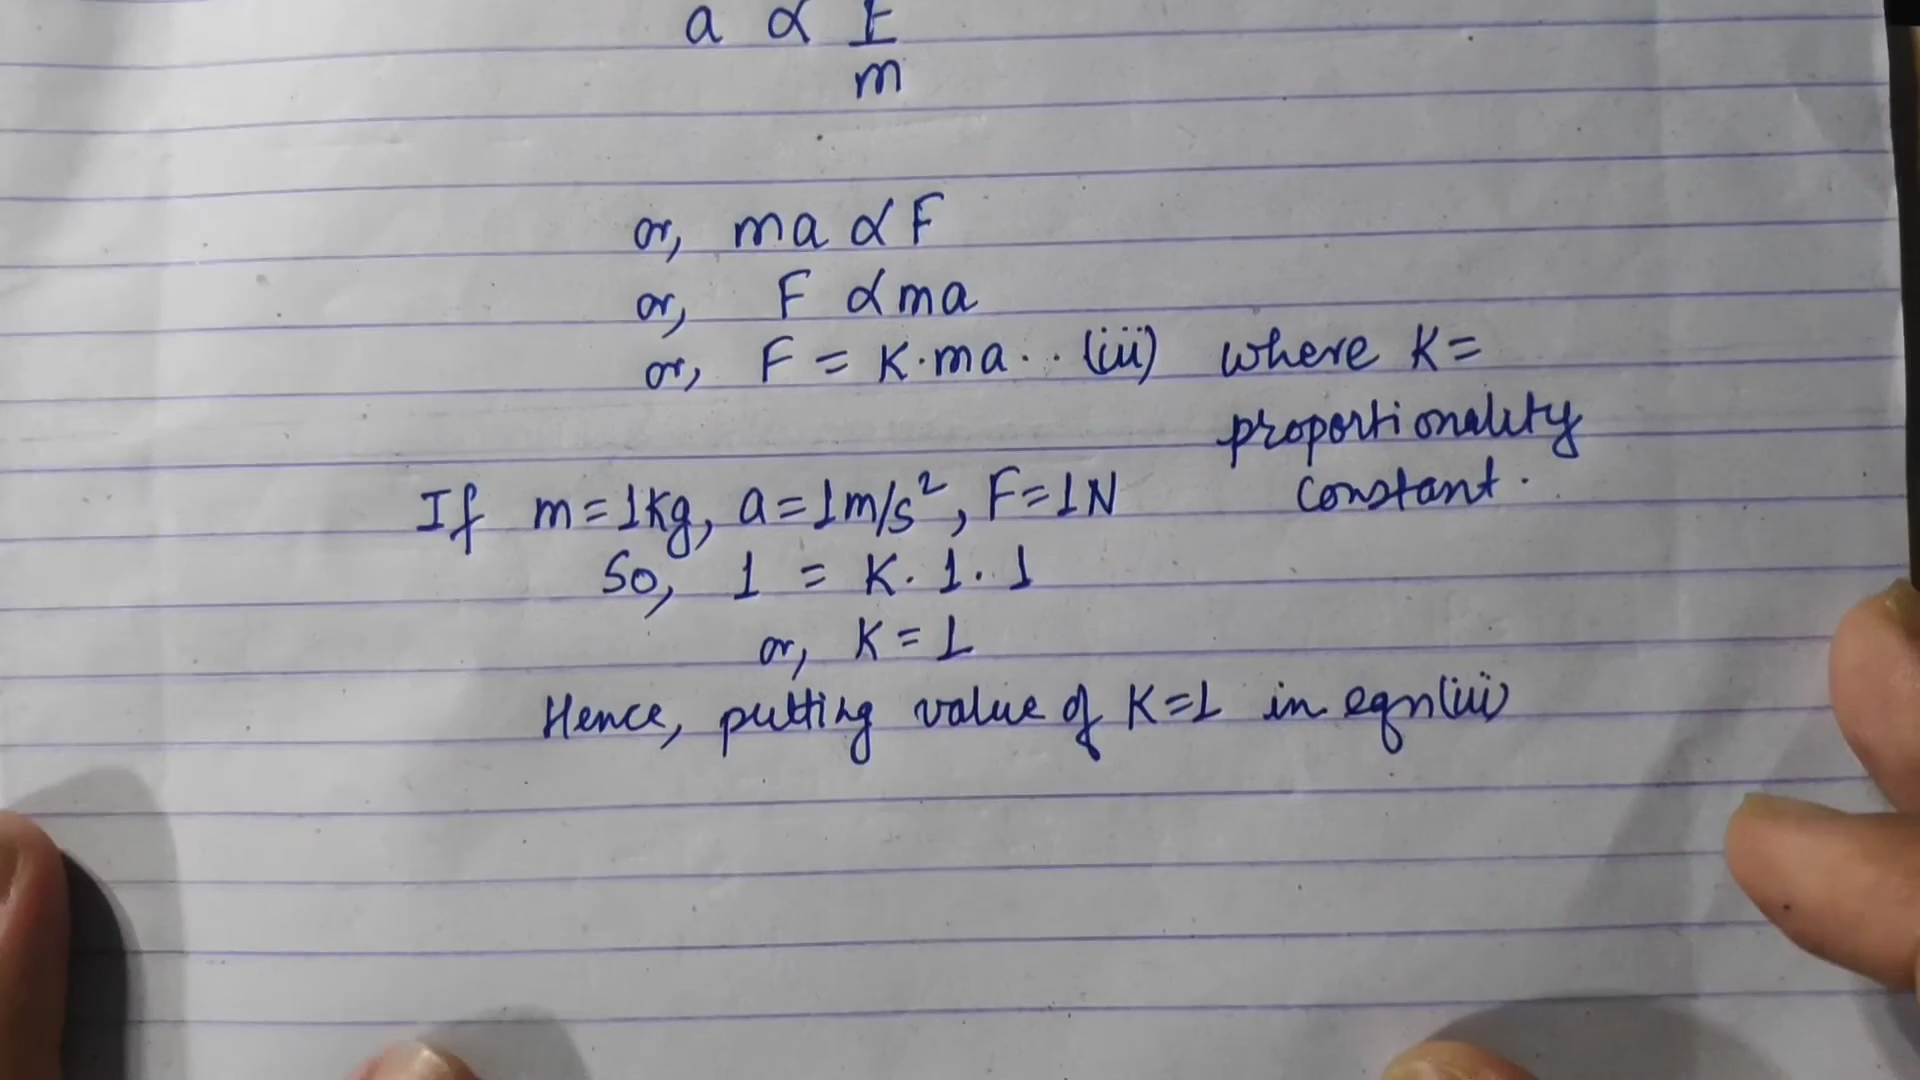 a α F
m
or, ma α F
or, F α ma
or, F = K·ma·· (iii) where K=
proportionality
constant.
If m=1kg, a=1m/s², F=1N
So, 1 = K·1·1
or, K=1
Hence, putting value of K=1 in eqn(iii)